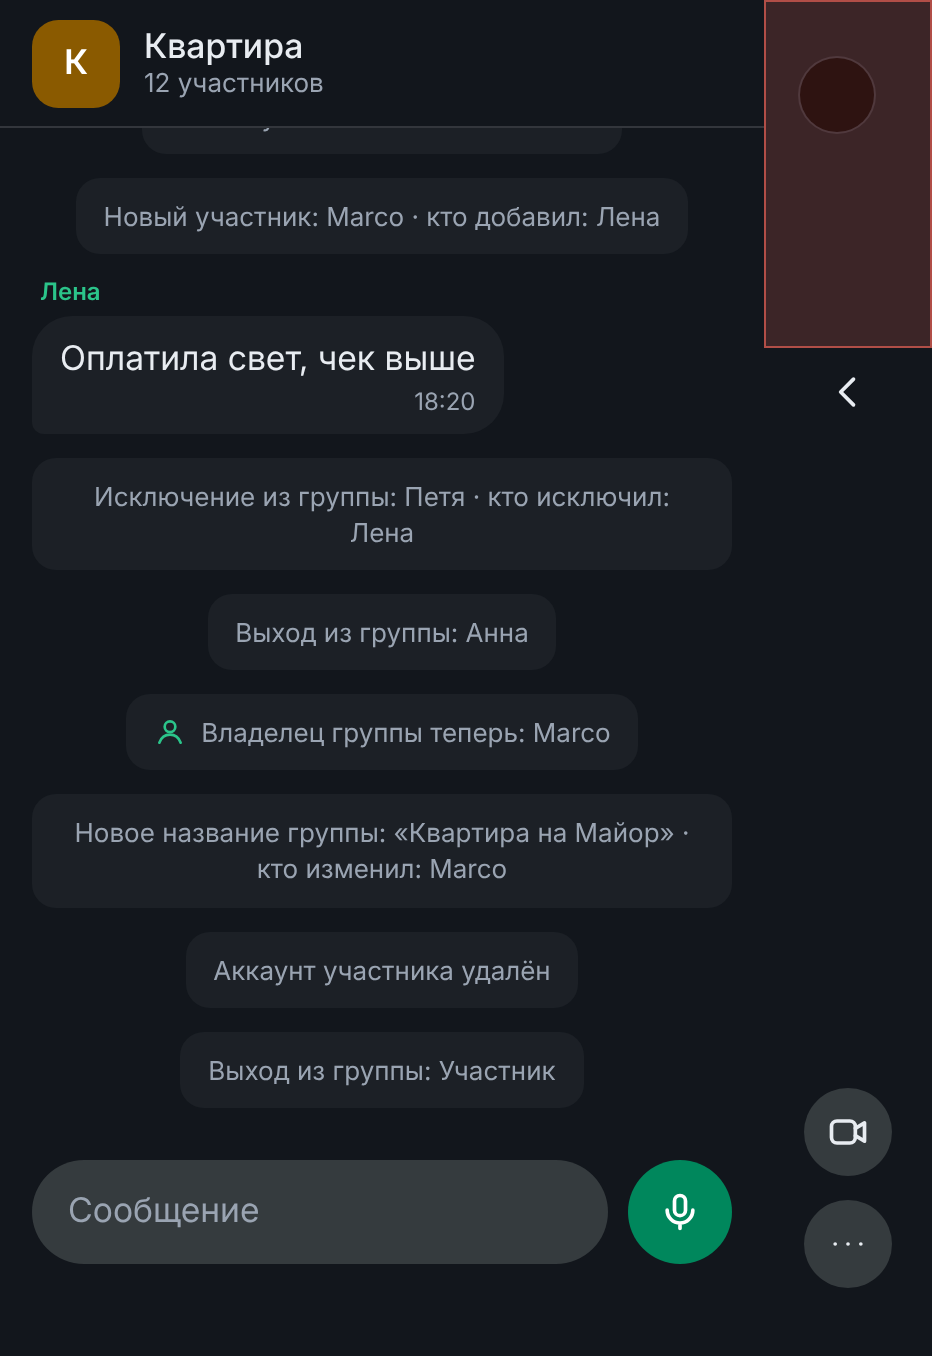 К
Квартира
12 участников
Новый участник: Marco · кто добавил: Лена
Лена
Оплатила свет, чек выше
18:20
Исключение из группы: Петя · кто исключил:
Лена
Выход из группы: Анна
Владелец группы теперь: Marco
Новое название группы: «Квартира на Майор» ·
кто изменил: Marco
Аккаунт участника удалён
Выход из группы: Участник
Сообщение